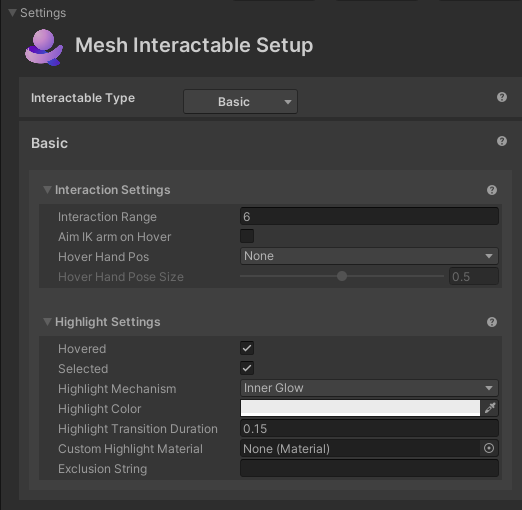 Settings
Mesh Interactable Setup
Interactable Type Basic
Basic
Interaction Settings
Interaction Range 6
Aim IK arm on Hover
Hover Hand Pos None
Hover Hand Pose Size 0.5
Highlight Settings
Hovered
Selected
Highlight Mechanism Inner Glow
Highlight Color
Highlight Transition Duration 0.15
Custom Highlight Material None (Material)
Exclusion String